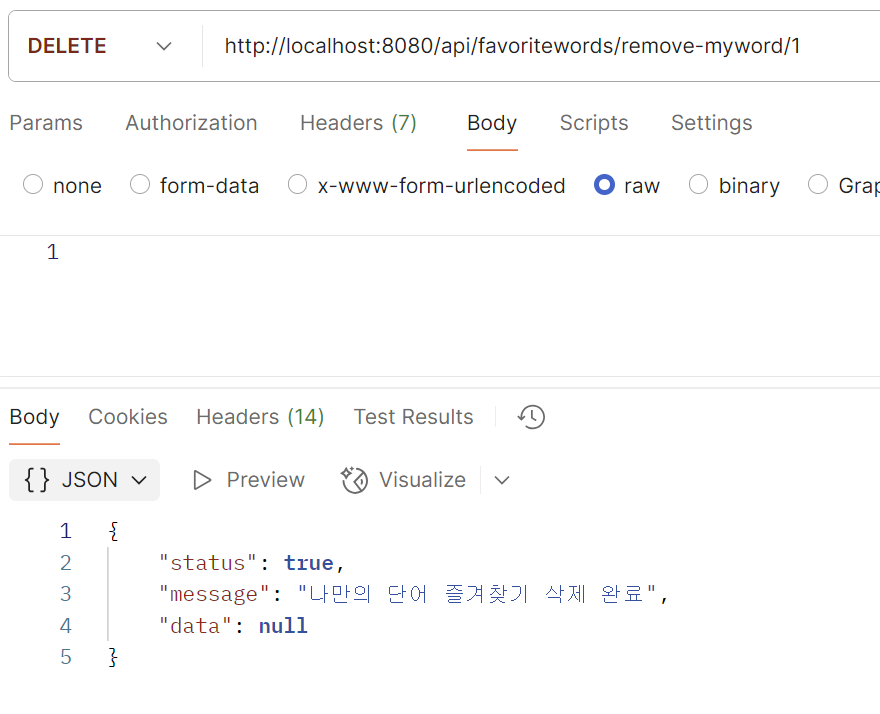 DELETE http://localhost:8080/api/favoritewords/remove-myword/1
Params Authorization Headers (7) Body Scripts Settings
none form-data x-www-form-urlencoded raw binary Grap
1
Body Cookies Headers (14) Test Results
{} JSON Preview Visualize
1 {
2 "status": true,
3 "message": "나만의 단어 즐겨찾기 삭제 완료",
4 "data": null
5 }